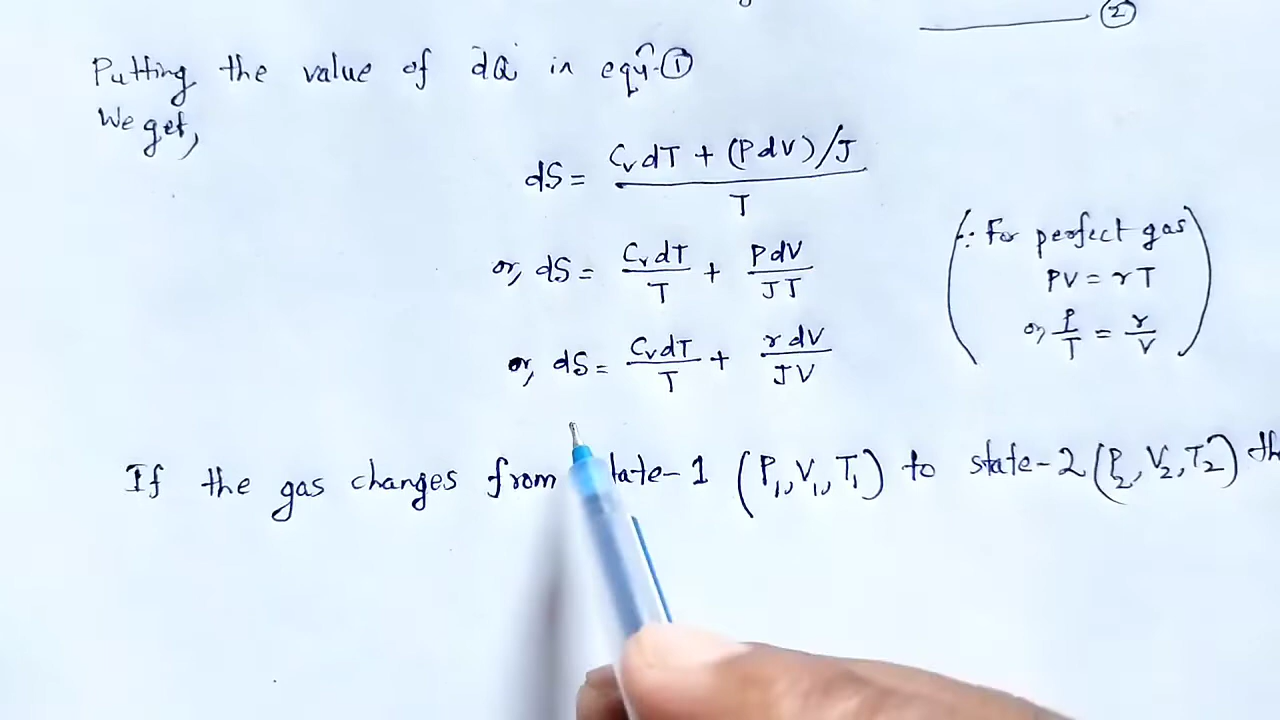 ②
Putting the value of dQ in equⁿ-①
We get,
dS = (CᵥdT + (PdV)/J) / T
or, dS = CᵥdT/T + PdV/JT
(∵ For perfect gas
PV = rT
or, P/T = r/V)
or, dS = CᵥdT/T + rdV/JV
If the gas changes from tate-1 (P₁,V₁,T₁) to state-2 (P₂,V₂,T₂)